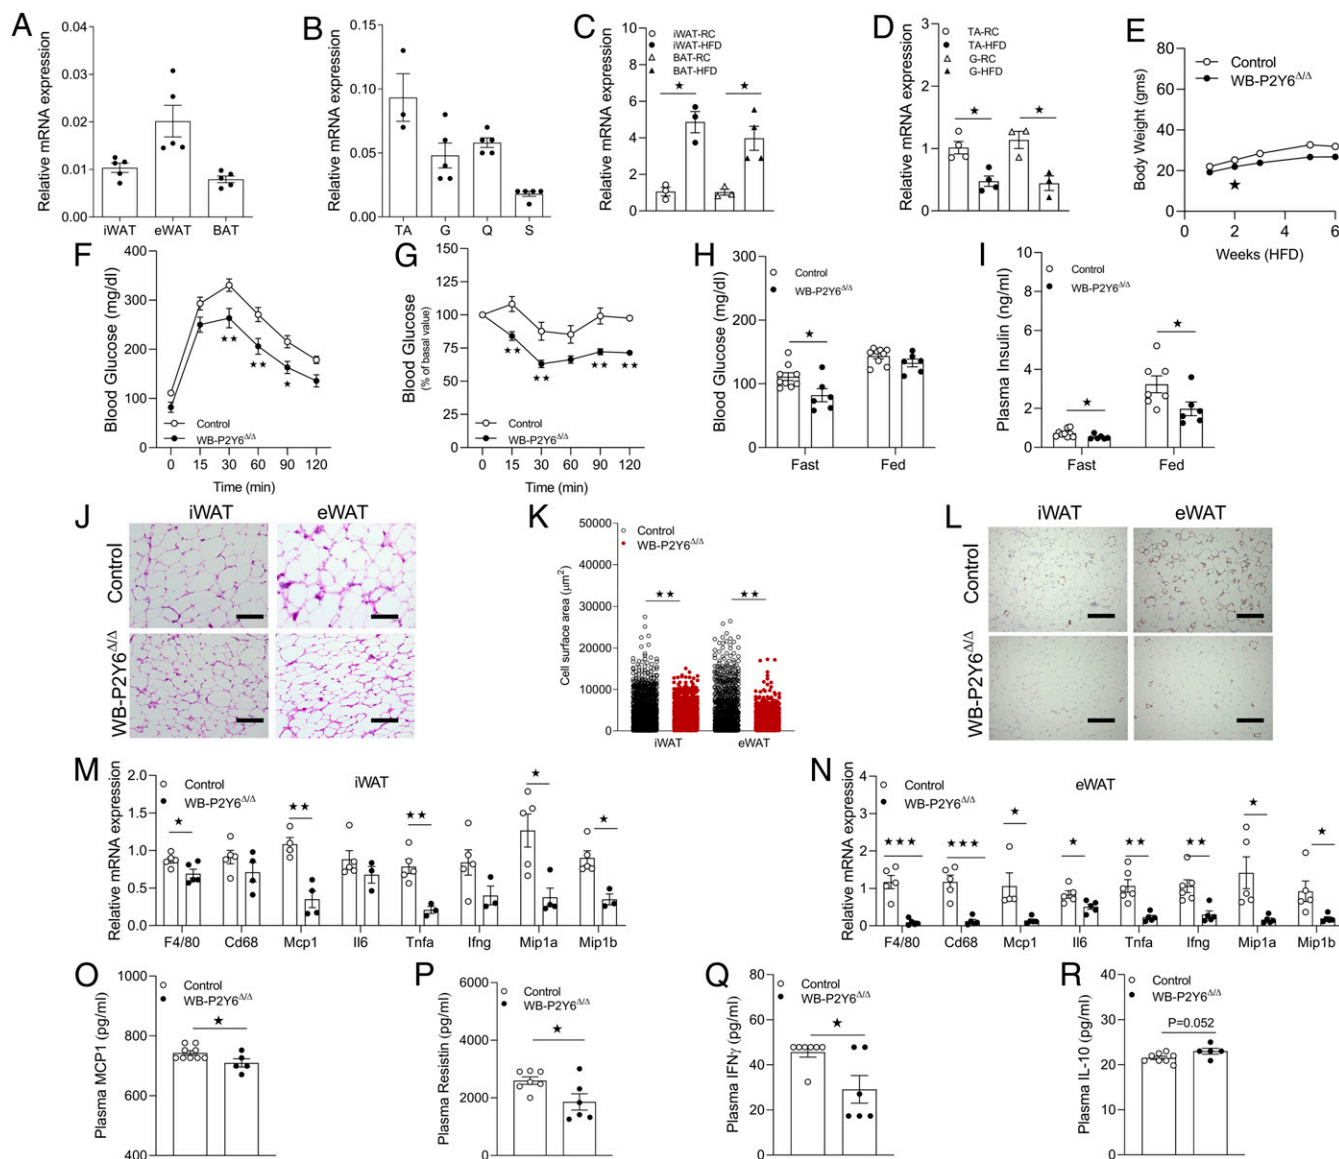 A
Relative mRNA expression
0.04
0.03
0.02
0.01
0.00
iWAT eWAT BAT
B
Relative mRNA expression
0.15
0.10
0.05
0.00
TA G Q S
C
Relative mRNA expression
iWAT-RC
iWAT-HFD
BAT-RC
BAT-HFD
10
8
6
4
2
0
D
Relative mRNA expression
TA-RC
TA-HFD
G-RC
G-HFD
3
2
1
0
E
Body Weight (gms)
Control
WB-P2Y6Δ/Δ
80
60
40
20
0
0 2 4 6
Weeks (HFD)
F
Blood Glucose (mg/dl)
400
300
200
100
0
Control
WB-P2Y6Δ/Δ
0 15 30 60 90 120
Time (min)
G
Blood Glucose
(% of basal value)
150
125
100
75
50
25
0
Control
WB-P2Y6Δ/Δ
0 15 30 60 90 120
Time (min)
H
Blood Glucose (mg/dl)
300
200
100
0
Control
WB-P2Y6Δ/Δ
Fast Fed
I
Plasma Insulin (ng/ml)
10
8
6
4
2
0
Control
WB-P2Y6Δ/Δ
Fast Fed
J
iWAT eWAT
Control
WB-P2Y6Δ/Δ
K
Cell surface area (μm2)
50000
40000
30000
20000
10000
0
Control
WB-P2Y6Δ/Δ
iWAT eWAT
L
iWAT eWAT
Control
WB-P2Y6Δ/Δ
M
Relative mRNA expression
2.0
1.5
1.0
0.5
0.0
Control
WB-P2Y6Δ/Δ
iWAT
F4/80 Cd68 Mcp1 Il6 Tnfa Ifng Mip1a Mip1b
N
Relative mRNA expression
4
3
2
1
0
Control
WB-P2Y6Δ/Δ
eWAT
F4/80 Cd68 Mcp1 Il6 Tnfa Ifng Mip1a Mip1b
O
Plasma MCP1 (pg/ml)
1000
800
600
400
Control
WB-P2Y6Δ/Δ
P
Plasma Resistin (pg/ml)
6000
4000
2000
0
Control
WB-P2Y6Δ/Δ
Q
Plasma IFNγ (pg/ml)
80
60
40
20
0
Control
WB-P2Y6Δ/Δ
R
Plasma IL-10 (pg/ml)
40
30
20
10
0
Control
WB-P2Y6Δ/Δ
P=0.052